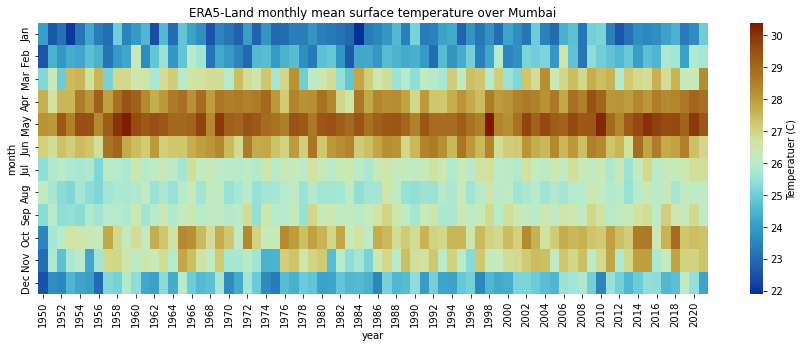 ERA5-Land monthly mean surface temperature over Mumbai
month
Jan
Feb
Mar
Apr
May
Jun
Jul
Aug
Sep
Oct
Nov
Dec
1950 1952 1954 1956 1958 1960 1962 1964 1966 1968 1970 1972 1974 1976 1978 1980 1982 1984 1986 1988 1990 1992 1994 1996 1998 2000 2002 2004 2006 2008 2010 2012 2014 2016 2018 2020
year
30
29
28
27
26
25
24
23
22
Temperatuer (C)